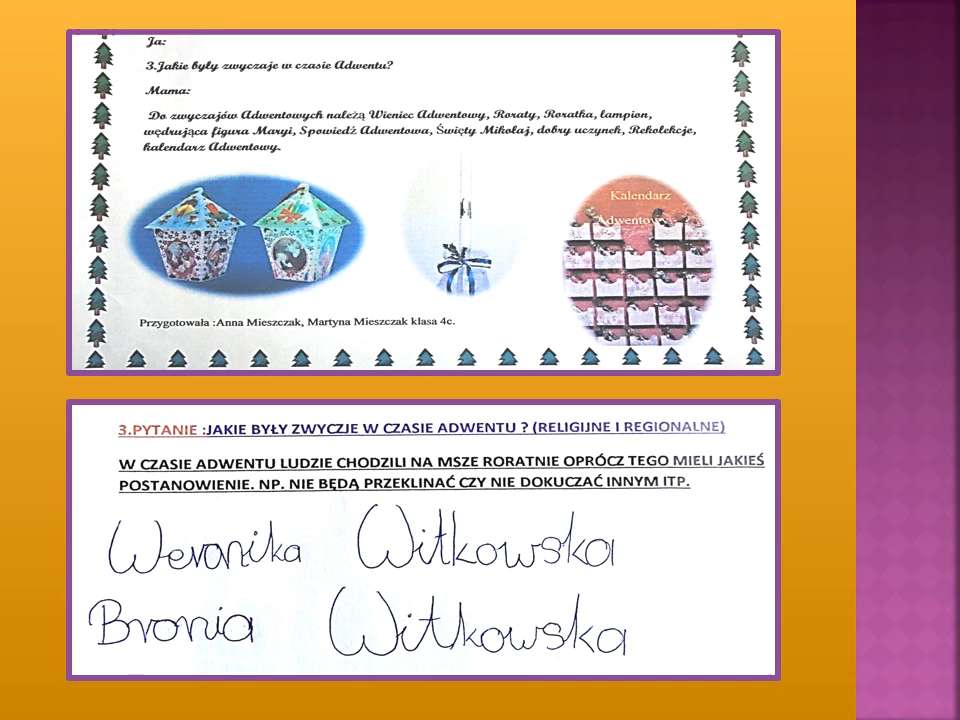 Ja:
3.Jakie były zwyczaje w czasie Adwentu?
Mama:
Do zwyczajów Adwentowych należą Wieniec Adwentowy, Roraty, Roratka, lampion,
wędrująca figura Maryi, Spowiedź Adwentowa, Święty Mikołaj, dobry uczynek, Rekolekcje,
kalendarz Adwentowy.
Kalendarz
Adwentowy
Przygotowała :Anna Mieszczak, Martyna Mieszczak klasa 4c.
3.PYTANIE :JAKIE BYŁY ZWYCZJE W CZASIE ADWENTU ? (RELIGIJNE I REGIONALNE)
W CZASIE ADWENTU LUDZIE CHODZILI NA MSZE RORATNIE OPRÓCZ TEGO MIELI JAKIEŚ
POSTANOWIENIE. NP. NIE BĘDĄ PRZEKLINAĆ CZY NIE DOKUCZAĆ INNYM ITP.
Weronika Witkowska
Bronia Witkowska